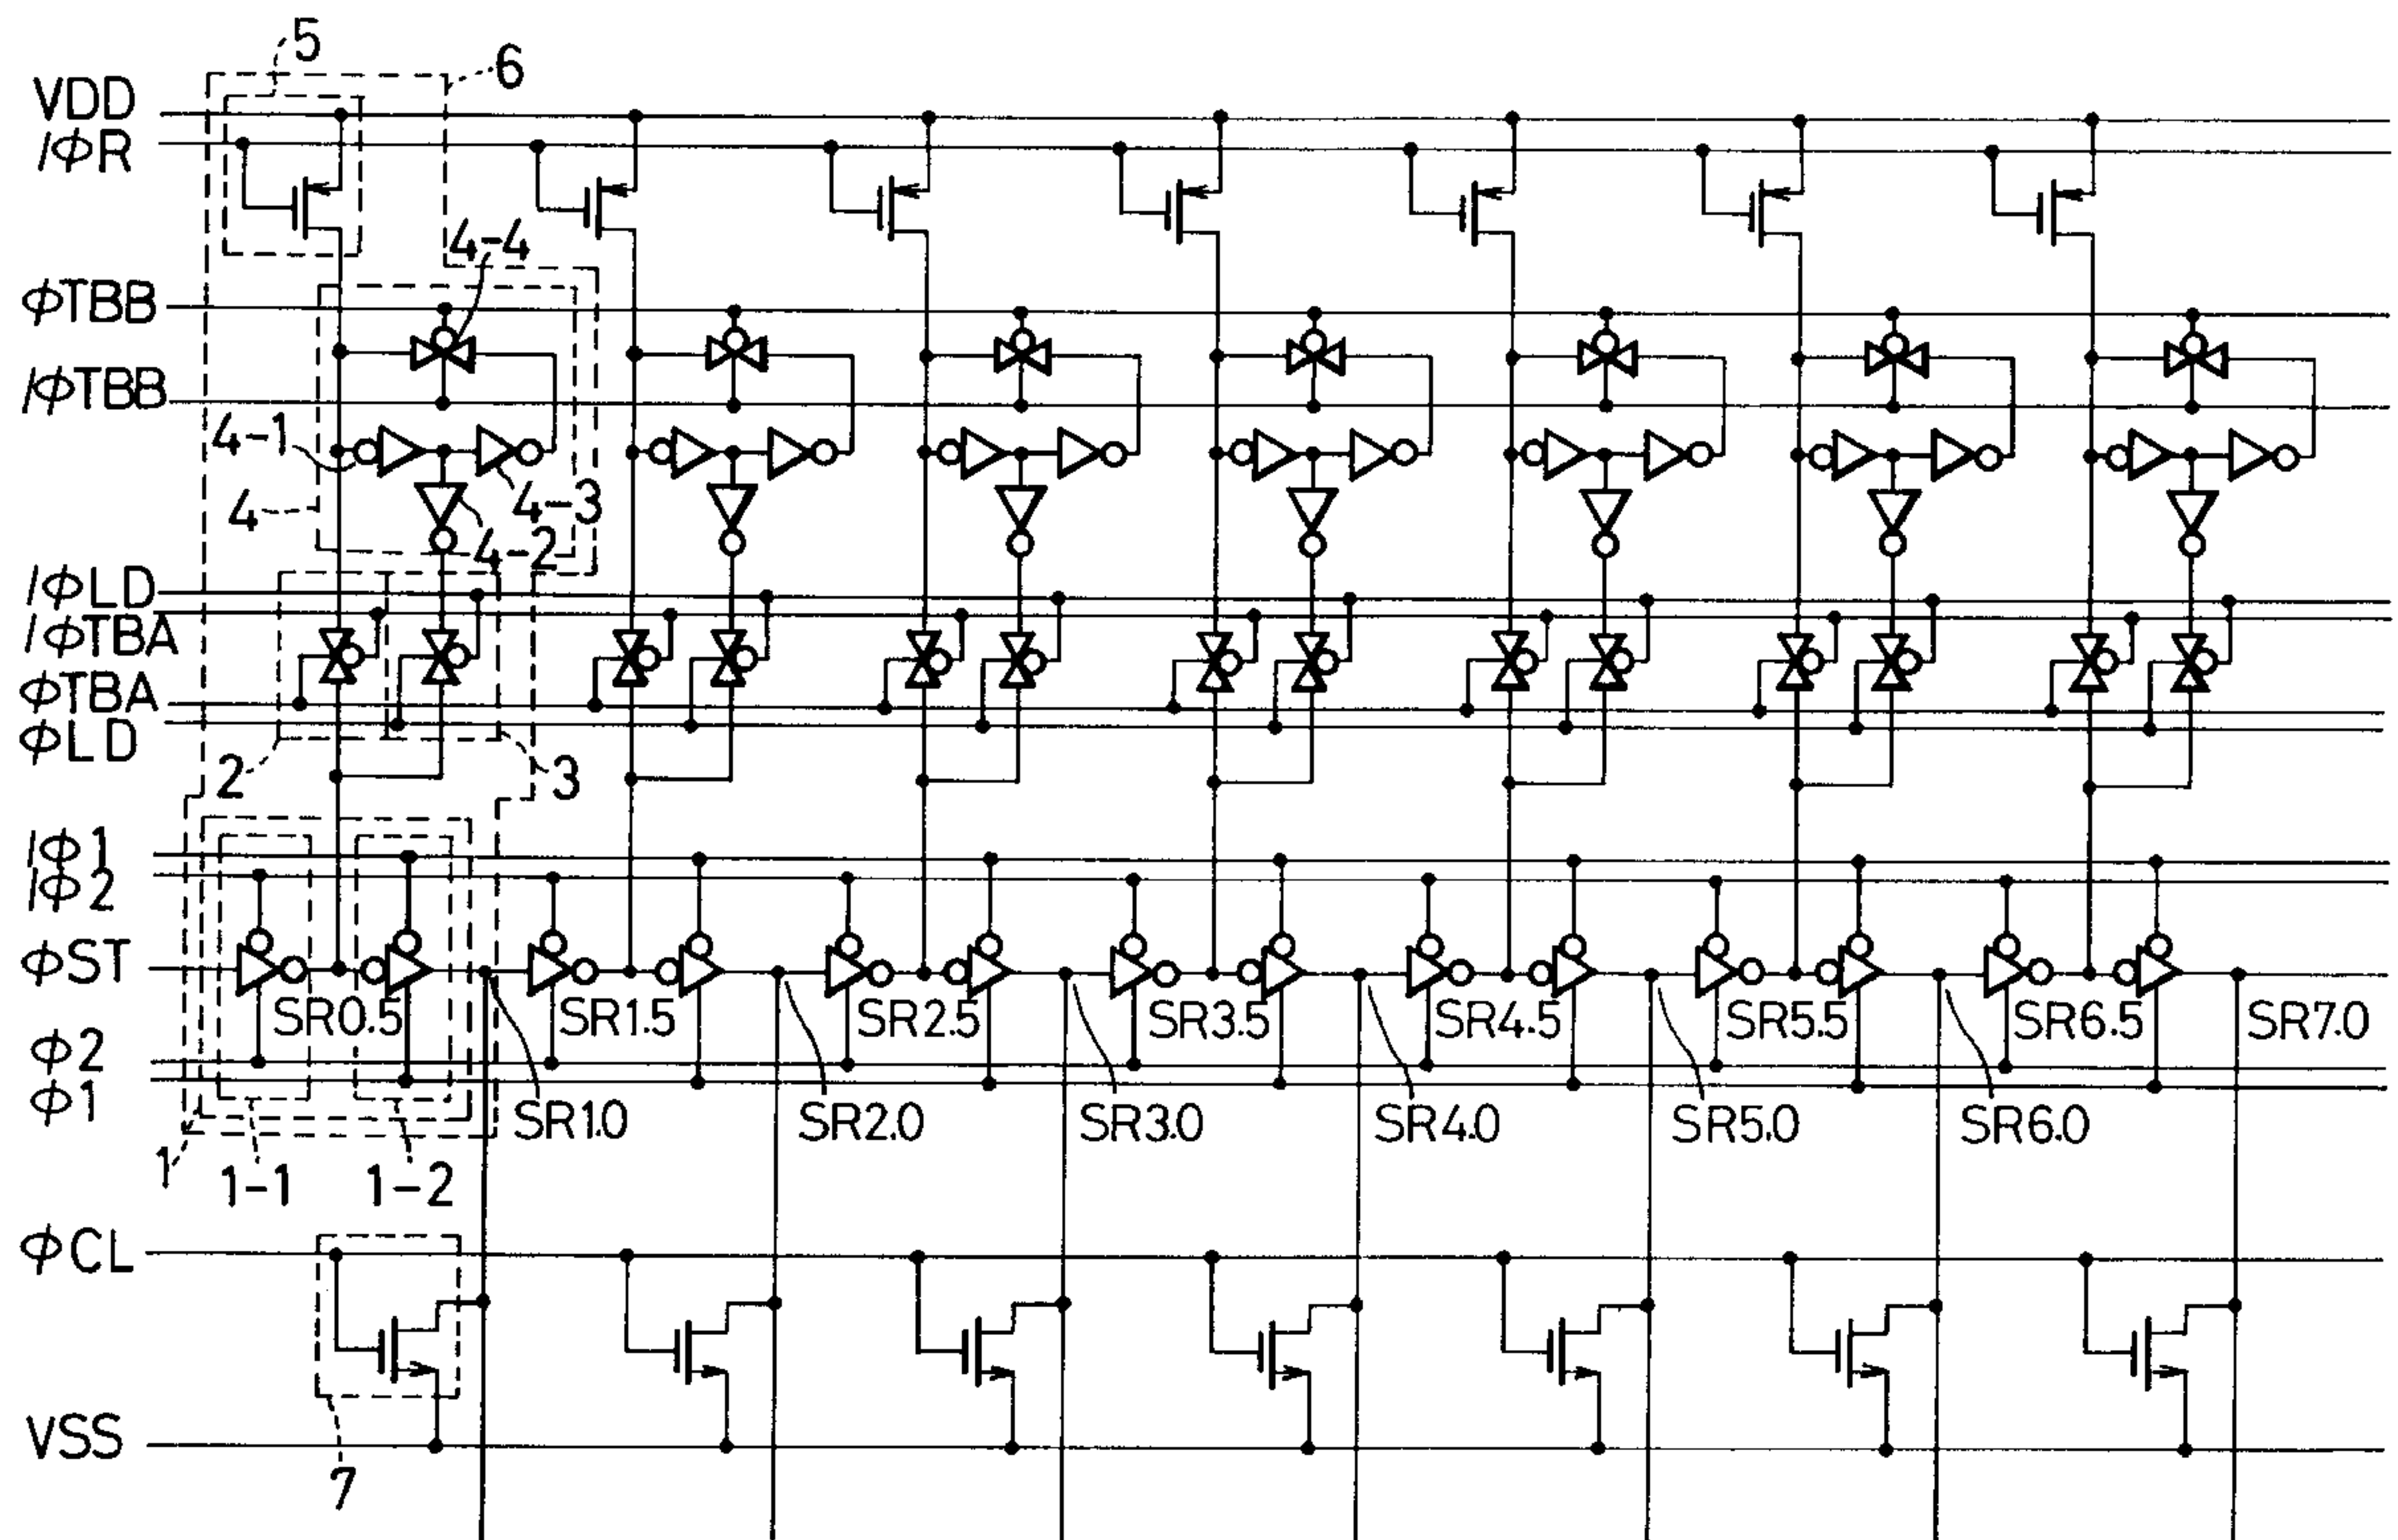 5
6
VDD
/ϕR
4-4
ϕTBB
/ϕTBB
4-1
4
4-3
4-2
/ϕLD
/ϕTBA
ϕTBA
ϕLD
2
3
/ϕ1
/ϕ2
ϕST
SR0.5
SR1.5
SR2.5
SR3.5
SR4.5
SR5.5
SR6.5
SR7.0
ϕ2
ϕ1
SR1.0
SR2.0
SR3.0
SR4.0
SR5.0
SR6.0
1
1-1
1-2
ϕCL
VSS
7